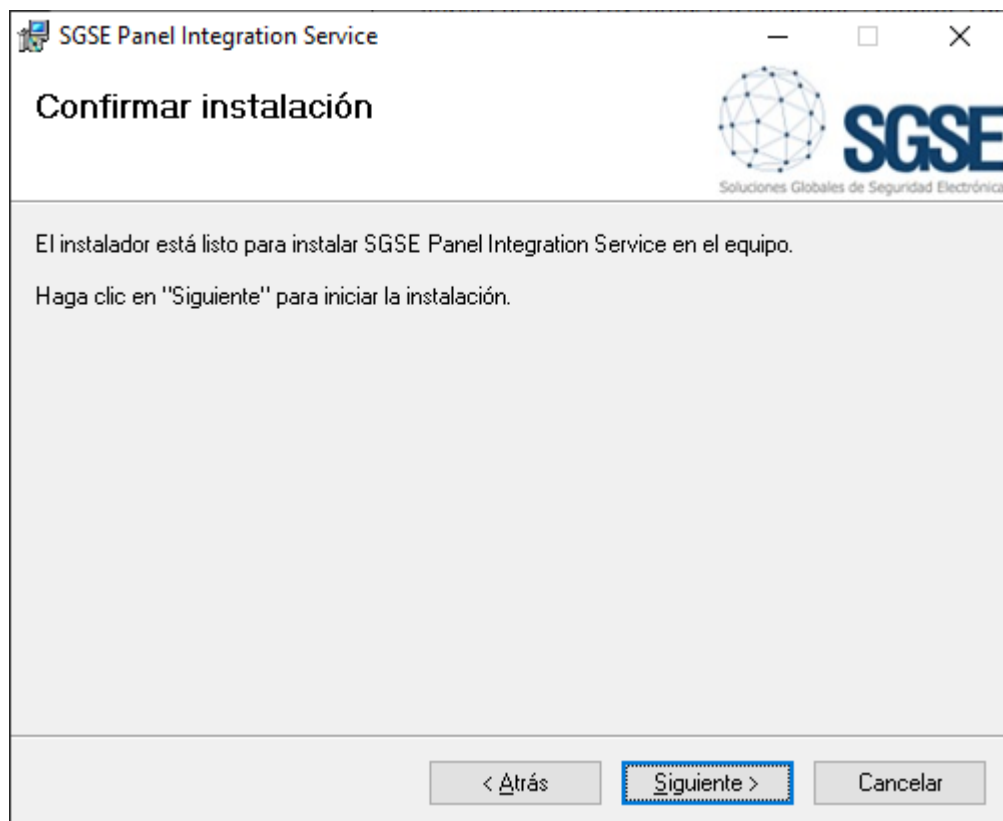 SGSE Panel Integration Service
Confirmar instalación
SGSE
Soluciones Globales de Seguridad Electrónica
El instalador está listo para instalar SGSE Panel Integration Service en el equipo.
Haga clic en "Siguiente" para iniciar la instalación.
< Atrás
Siguiente >
Cancelar